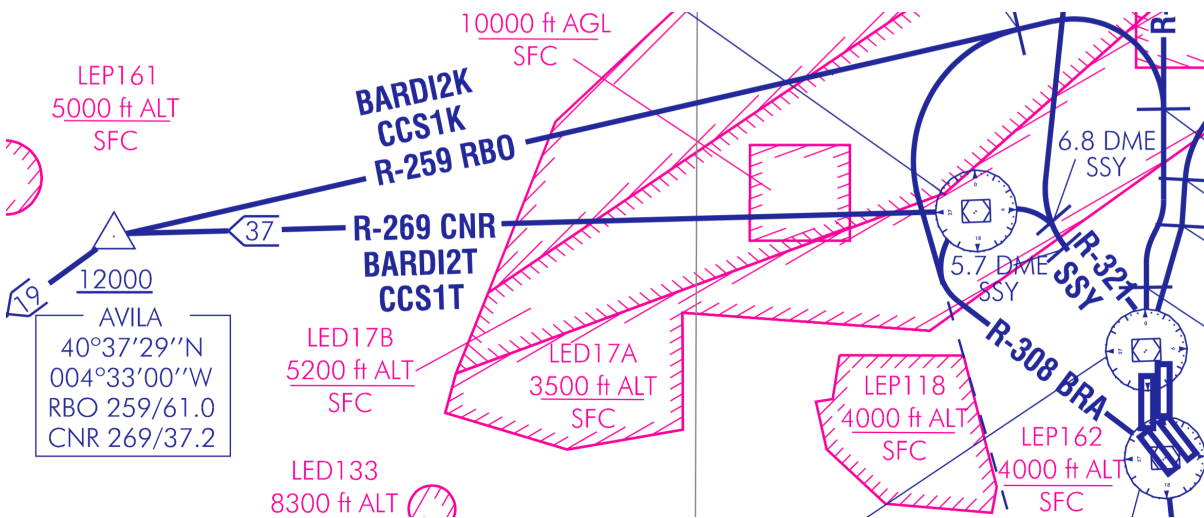 10000 ft AGL
SFC
LEP161
5000 ft ALT
SFC
BARDI2K
CCS1K
R-259 RBO
R-
6.8 DME
SSY
37
R-269 CNR
BARDI2T
CCS1T
19
12000
AVILA
40°37'29''N
004°33'00''W
RBO 259/61.0
CNR 269/37.2
5.7 DME
SSY
R-321
SSY
LED17B
5200 ft ALT
SFC
LED17A
3500 ft ALT
SFC
R-308 BRA
LEP118
4000 ft ALT
SFC
LEP162
4000 ft ALT
SFC
LED133
8300 ft ALT